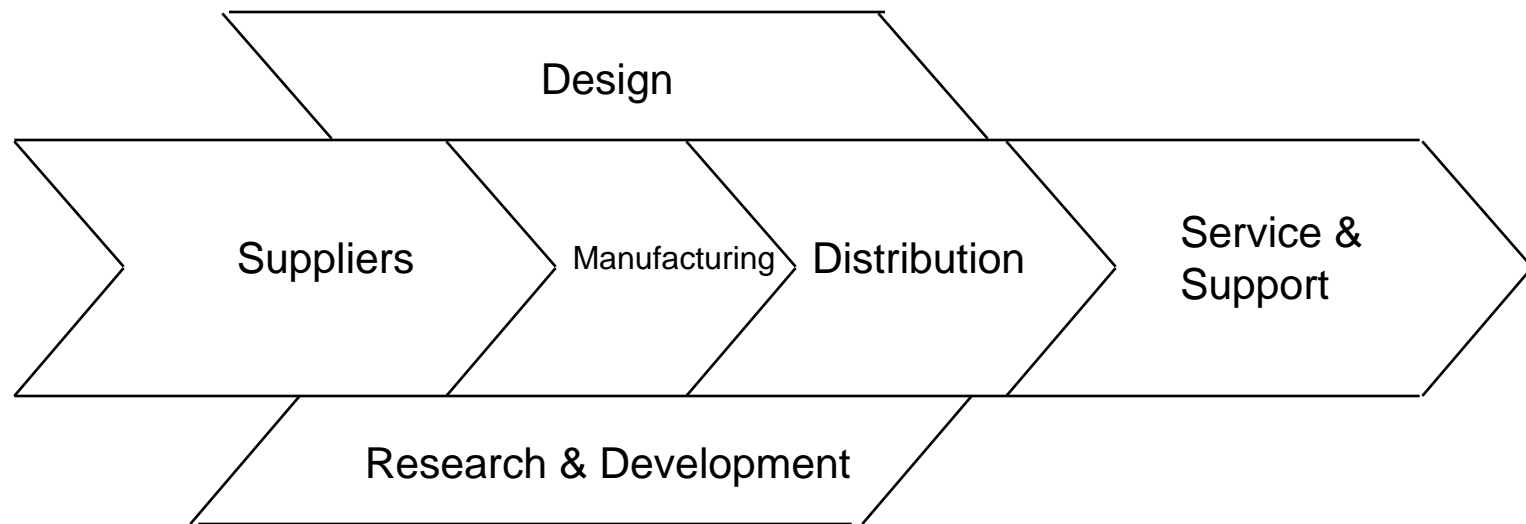 Design
Suppliers
Manufacturing
Distribution
Service &
Support
Research & Development